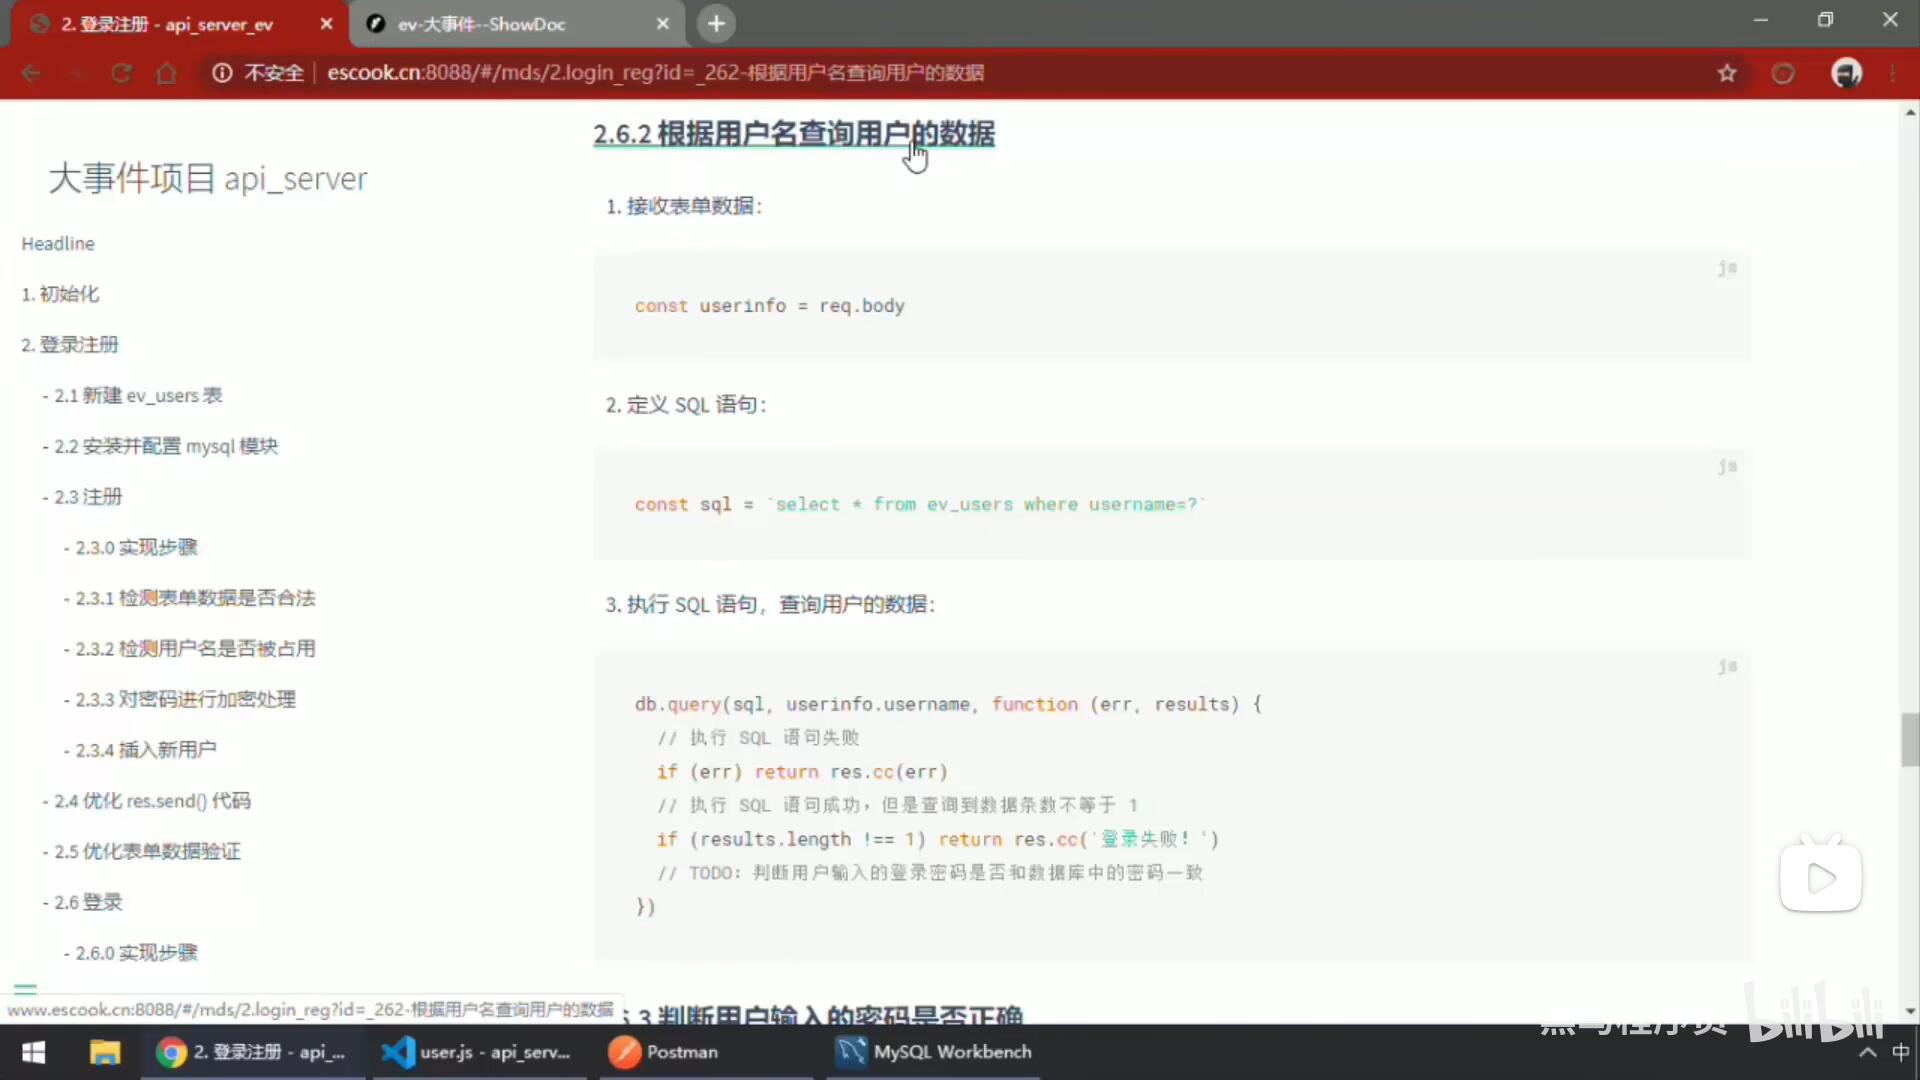 2. 登录注册 - api_server_ev
ev-大事件--ShowDoc
不安全
escook.cn:8088/#/mds/2.login_reg?id=_262-根据用户名查询用户的数据
大事件项目 api_server
Headline
1. 初始化
2. 登录注册
- 2.1 新建 ev_users 表
- 2.2 安装并配置 mysql 模块
- 2.3 注册
- 2.3.0 实现步骤
- 2.3.1 检测表单数据是否合法
- 2.3.2 检测用户名是否被占用
- 2.3.3 对密码进行加密处理
- 2.3.4 插入新用户
- 2.4 优化 res.send() 代码
- 2.5 优化表单数据验证
- 2.6 登录
- 2.6.0 实现步骤
2.6.2 根据用户名查询用户的数据
1. 接收表单数据：
js
const userinfo = req.body
2. 定义 SQL 语句：
js
const sql = `select * from ev_users where username=?`
3. 执行 SQL 语句，查询用户的数据：
js
db.query(sql, userinfo.username, function (err, results) {
// 执行 SQL 语句失败
if (err) return res.cc(err)
// 执行 SQL 语句成功，但是查询到数据条数不等于 1
if (results.length !== 1) return res.cc('登录失败！')
// TODO：判断用户输入的登录密码是否和数据库中的密码一致
})
6.3 判断用户输入的密码是否正确
www.escook.cn:8088/#/mds/2.login_reg?id=_262-根据用户名查询用户的数据
bilibili
2. 登录注册 - api_...
user.js - api_serv...
Postman
MySQL Workbench
中